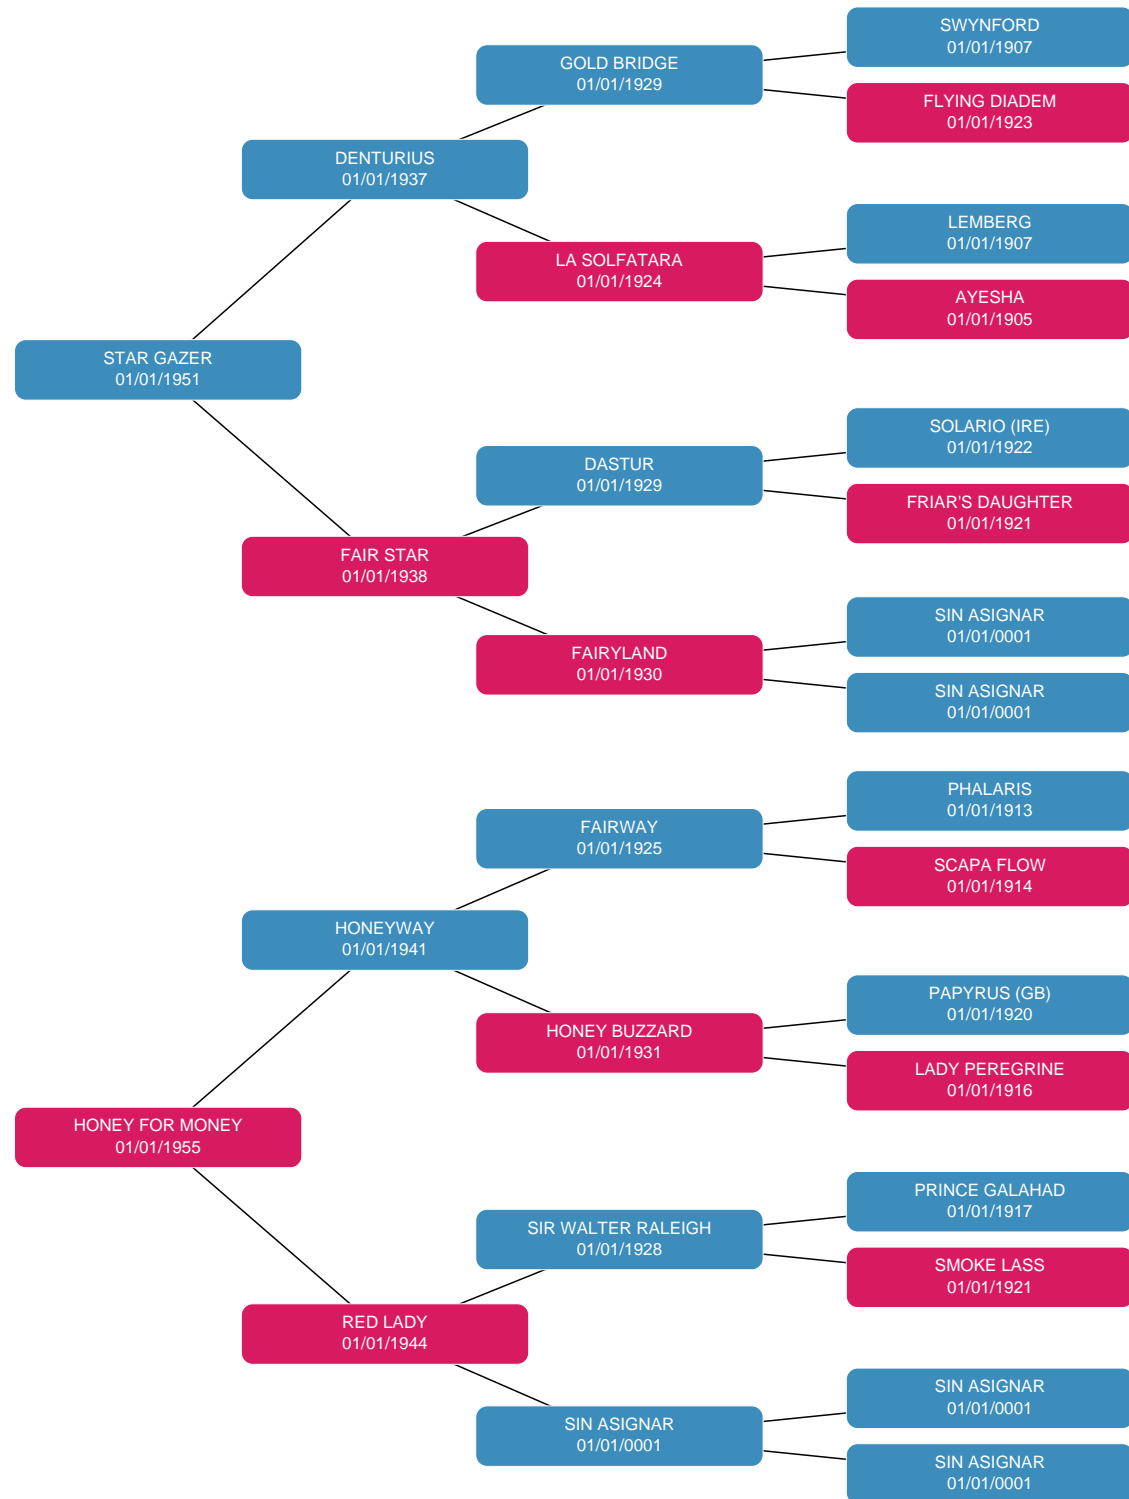 SWYNFORD
01/01/1907
GOLD BRIDGE
01/01/1929
FLYING DIADEM
01/01/1923
DENTURIUS
01/01/1937
LEMBERG
01/01/1907
LA SOLFATARA
01/01/1924
AYESHA
01/01/1905
STAR GAZER
01/01/1951
SOLARIO (IRE)
01/01/1922
DASTUR
01/01/1929
FRIAR'S DAUGHTER
01/01/1921
FAIR STAR
01/01/1938
SIN ASIGNAR
01/01/0001
FAIRYLAND
01/01/1930
SIN ASIGNAR
01/01/0001
PHALARIS
01/01/1913
FAIRWAY
01/01/1925
SCAPA FLOW
01/01/1914
HONEYWAY
01/01/1941
PAPYRUS (GB)
01/01/1920
HONEY BUZZARD
01/01/1931
LADY PEREGRINE
01/01/1916
HONEY FOR MONEY
01/01/1955
PRINCE GALAHAD
01/01/1917
SIR WALTER RALEIGH
01/01/1928
SMOKE LASS
01/01/1921
RED LADY
01/01/1944
SIN ASIGNAR
01/01/0001
SIN ASIGNAR
01/01/0001
SIN ASIGNAR
01/01/0001